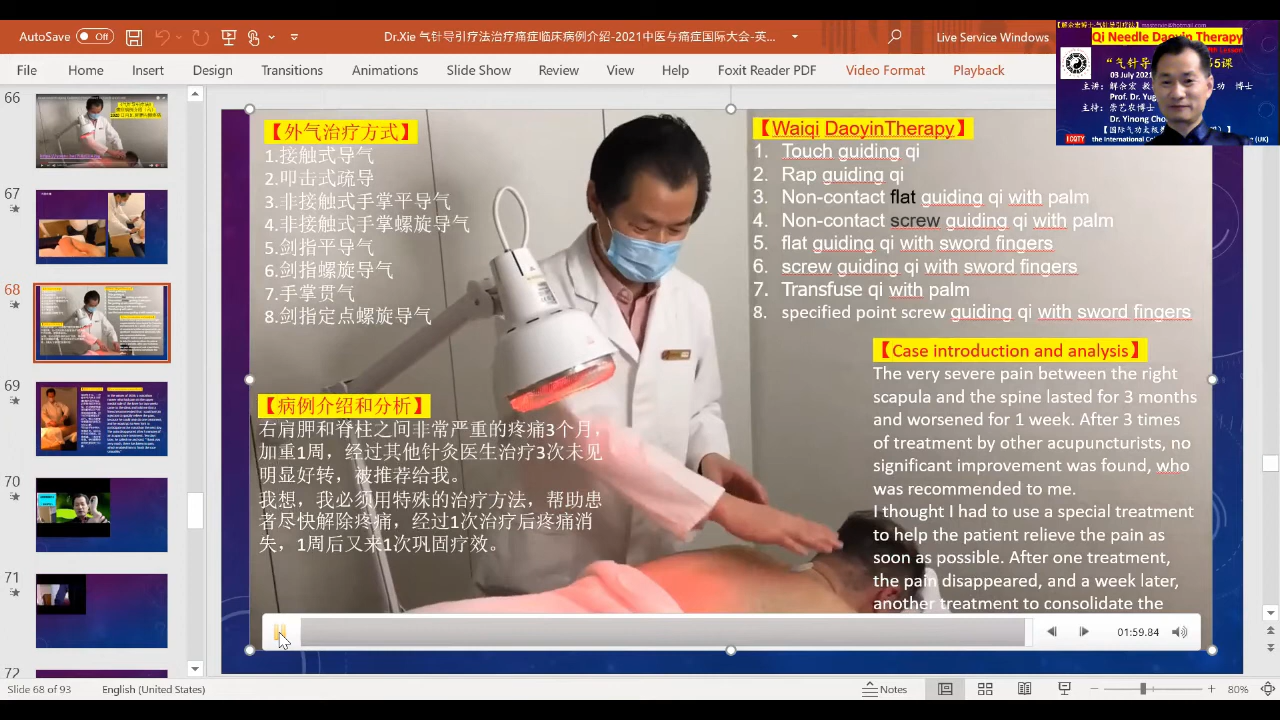 AutoSave
Off
Dr.Xie 气针导引疗法治疗痛症临床病例介绍-2021中医与痛症国际大会-英...
Live Service Windows
File
Home
Insert
Design
Transitions
Animations
Slide Show
Review
View
Help
Foxit Reader PDF
Video Format
Playback
Qi Needle Daoyin Therapy
03 July 2021
Prof. Dr.
Dr. Yinong
66
67
68
69
70
71
72
【外气治疗方式】
1.接触式导气
2.叩击式疏导
3.非接触式手掌平导气
4.非接触式手掌螺旋导气
5.剑指平导气
6.剑指螺旋导气
7.手掌贯气
8.剑指定点螺旋导气
【病例介绍和分析】
右肩胛和脊柱之间非常严重的疼痛3个月，
加重1周，经过其他针灸医生治疗3次未见
明显好转，被推荐给我。
我想，我必须用特殊的治疗方法，帮助患
者尽快解除疼痛，经过1次治疗后疼痛消
失，1周后又来1次巩固疗效。
【Waiqi DaoyinTherapy】
1. Touch guiding qi
2. Rap guiding qi
3. Non-contact flat guiding qi with palm
4. Non-contact screw guiding qi with palm
5. flat guiding qi with sword fingers
6. screw guiding qi with sword fingers
7. Transfuse qi with palm
8. specified point screw guiding qi with sword fingers
【Case introduction and analysis】
The very severe pain between the right
scapula and the spine lasted for 3 months
and worsened for 1 week. After 3 times
of treatment by other acupuncturists, no
significant improvement was found, who
was recommended to me.
I thought I had to use a special treatment
to help the patient relieve the pain as
soon as possible. After one treatment,
the pain disappeared, and a week later,
another treatment to consolidate the
01:59.84
Slide 68 of 93
English (United States)
Notes
80%